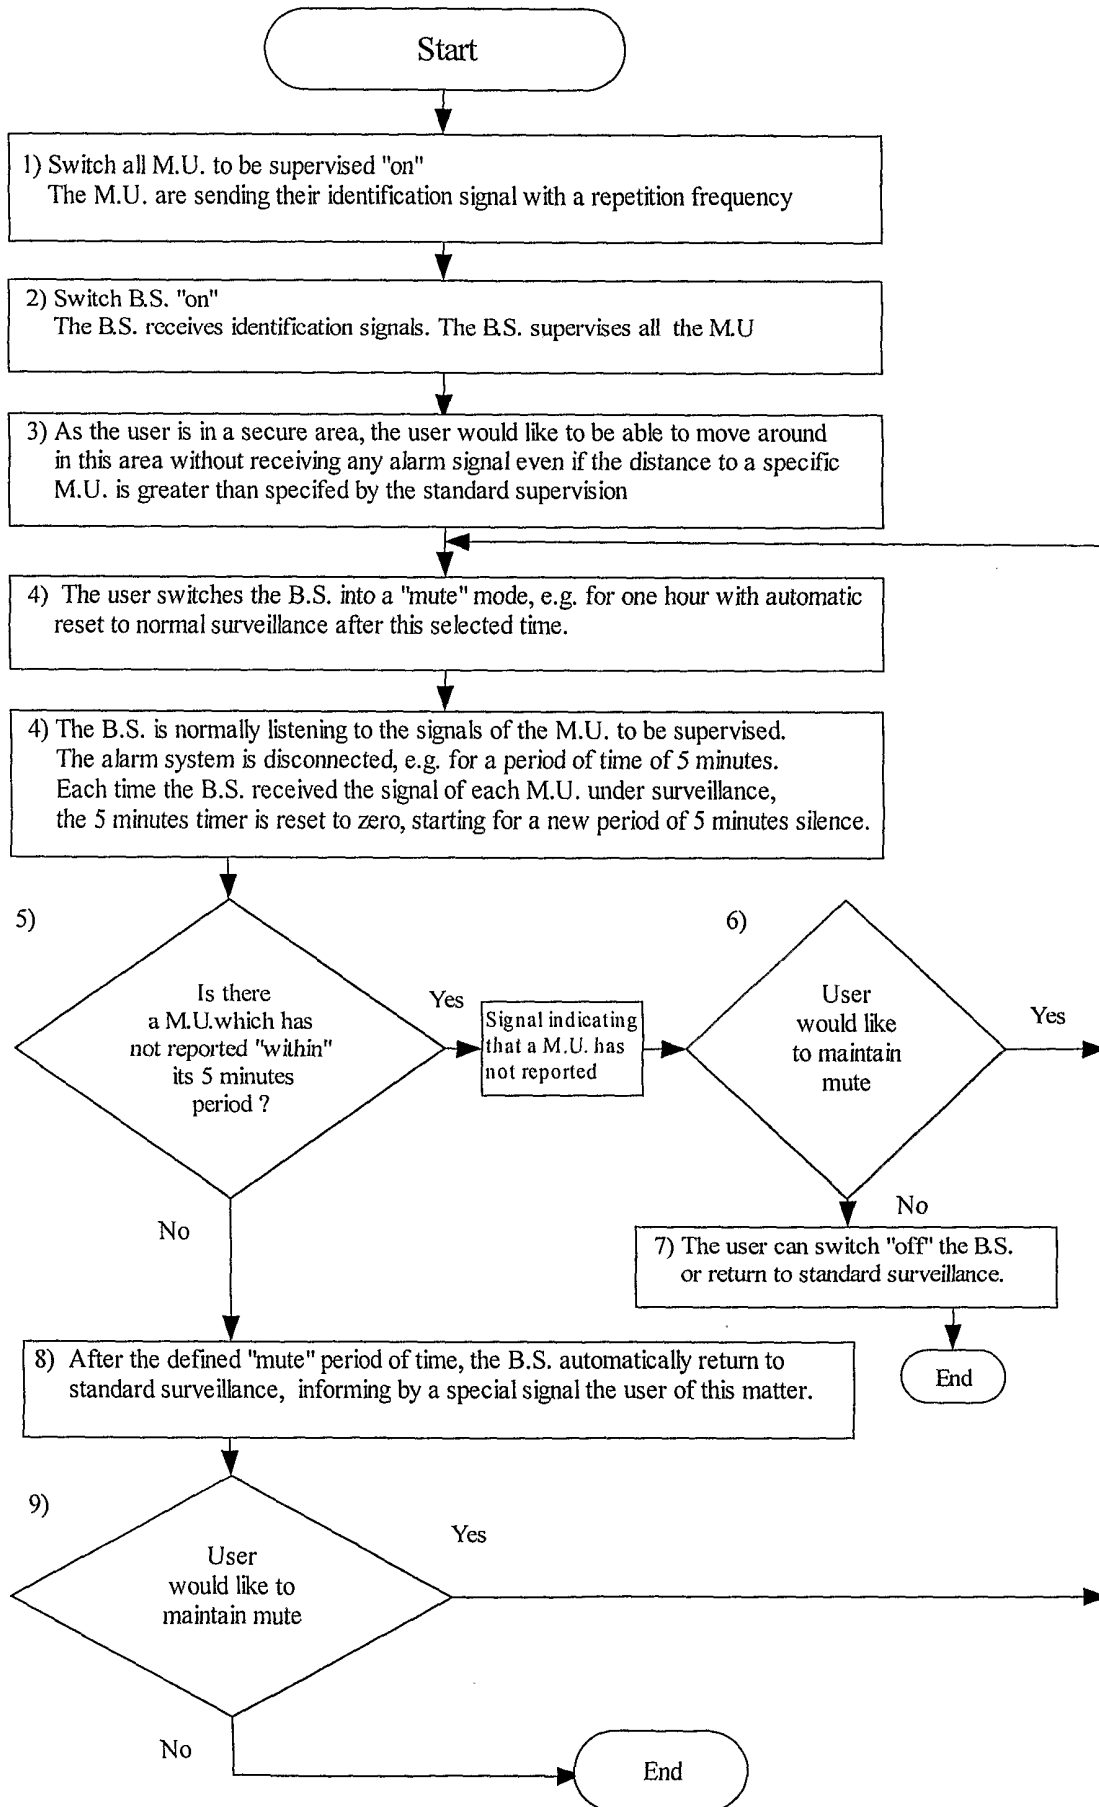 Start
1) Switch all M.U. to be supervised "on"
The M.U. are sending their identification signal with a repetition frequency
2) Switch B.S. "on"
The B.S. receives identification signals. The B.S. supervises all the M.U
3) As the user is in a secure area, the user would like to be able to move around
in this area without receiving any alarm signal even if the distance to a specific
M.U. is greater than specifed by the standard supervision
4) The user switches the B.S. into a "mute" mode, e.g. for one hour with automatic
reset to normal surveillance after this selected time.
4) The B.S. is normally listening to the signals of the M.U. to be supervised.
The alarm system is disconnected, e.g. for a period of time of 5 minutes.
Each time the B.S. received the signal of each M.U. under surveillance,
the 5 minutes timer is reset to zero, starting for a new period of 5 minutes silence.
5)
Is there
a M.U.which has
not reported "within"
its 5 minutes
period ?
Yes
Signal indicating
that a M.U. has
not reported
6)
User
would like
to maintain
mute
Yes
No
No
7) The user can switch "off" the B.S.
or return to standard surveillance.
End
8) After the defined "mute" period of time, the B.S. automatically return to
standard surveillance, informing by a special signal the user of this matter.
9)
User
would like to
maintain mute
Yes
No
End